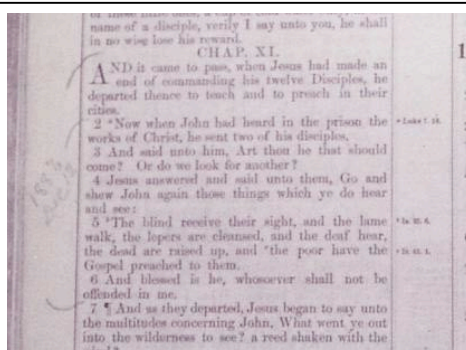 name of a disciple, verily I say unto you, he shall
in no wise lose his reward.
CHAP. XI.
AND it came to pass, when Jesus had made an
end of commanding his twelve Disciples, he
departed thence to teach and to preach in their
cities.
2 *Now when John had heard in the prison the
works of Christ, he sent two of his disciples,
3 And said unto him, Art thou he that should
come? Or do we look for another?
4 Jesus answered and said unto them, Go and
shew John again those things which ye do hear
and see:
5 *The blind receive their sight, and the lame
walk, the lepers are cleansed, and the deaf hear,
the dead are raised up, and *the poor have the
Gospel preached to them.
6 And blessed is he, whosoever shall not be
offended in me.
7 ¶ And as they departed, Jesus began to say unto
the multitudes concerning John, What went ye out
into the wilderness to see? a reed shaken with the
* Luke 7. 18.